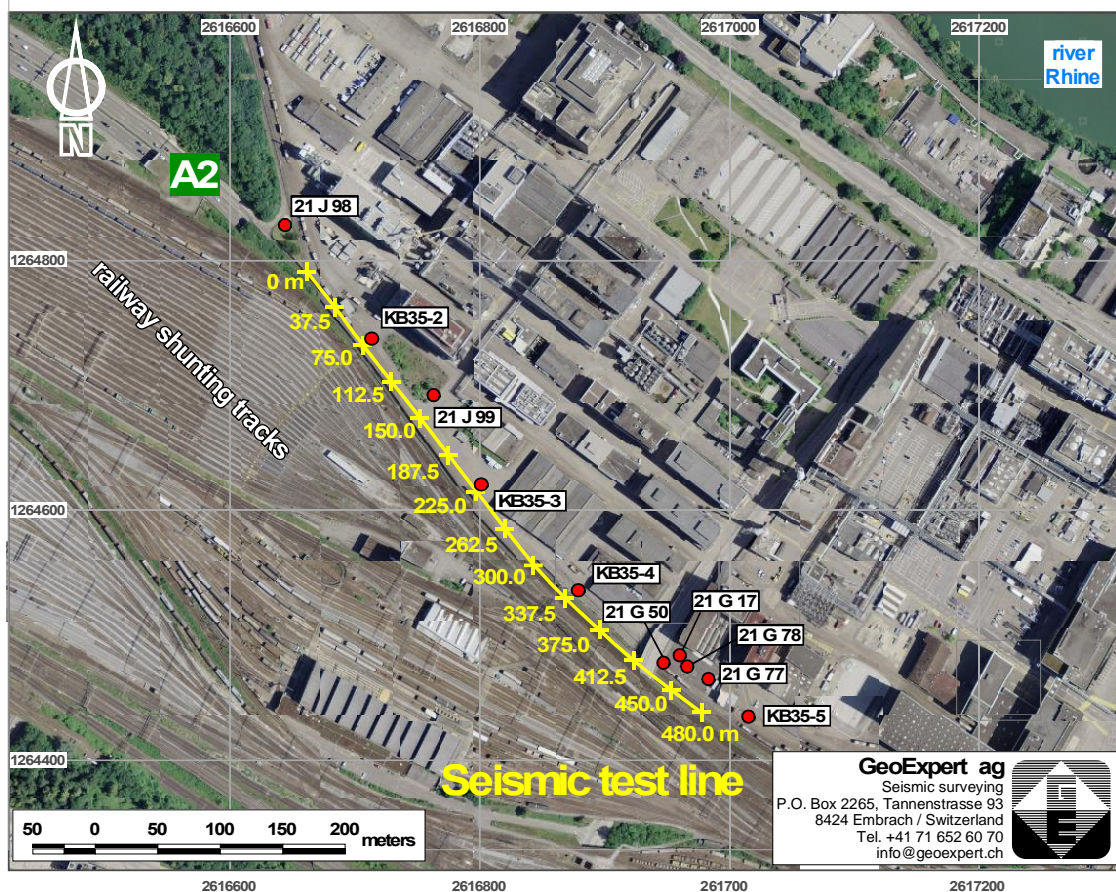 2616600
2616800
2617000
2617200
river
Rhine
N
A2
21 J 98
1264800
0 m
railway shunting tracks
37.5
KB35-2
75.0
112.5
21 J 99
150.0
187.5
KB35-3
225.0
1264600
262.5
300.0
KB35-4
337.5
21 G 50
21 G 17
375.0
21 G 78
412.5
21 G 77
450.0
KB35-5
480.0 m
1264400
Seismic test line
GeoExpert ag
Seismic surveying
P.O. Box 2265, Tannenstrasse 93
8424 Embrach / Switzerland
Tel. +41 71 652 60 70
info@geoexpert.ch
G
E
50 0 50 100 150 200 meters
2616600
2616800
261700
2617200